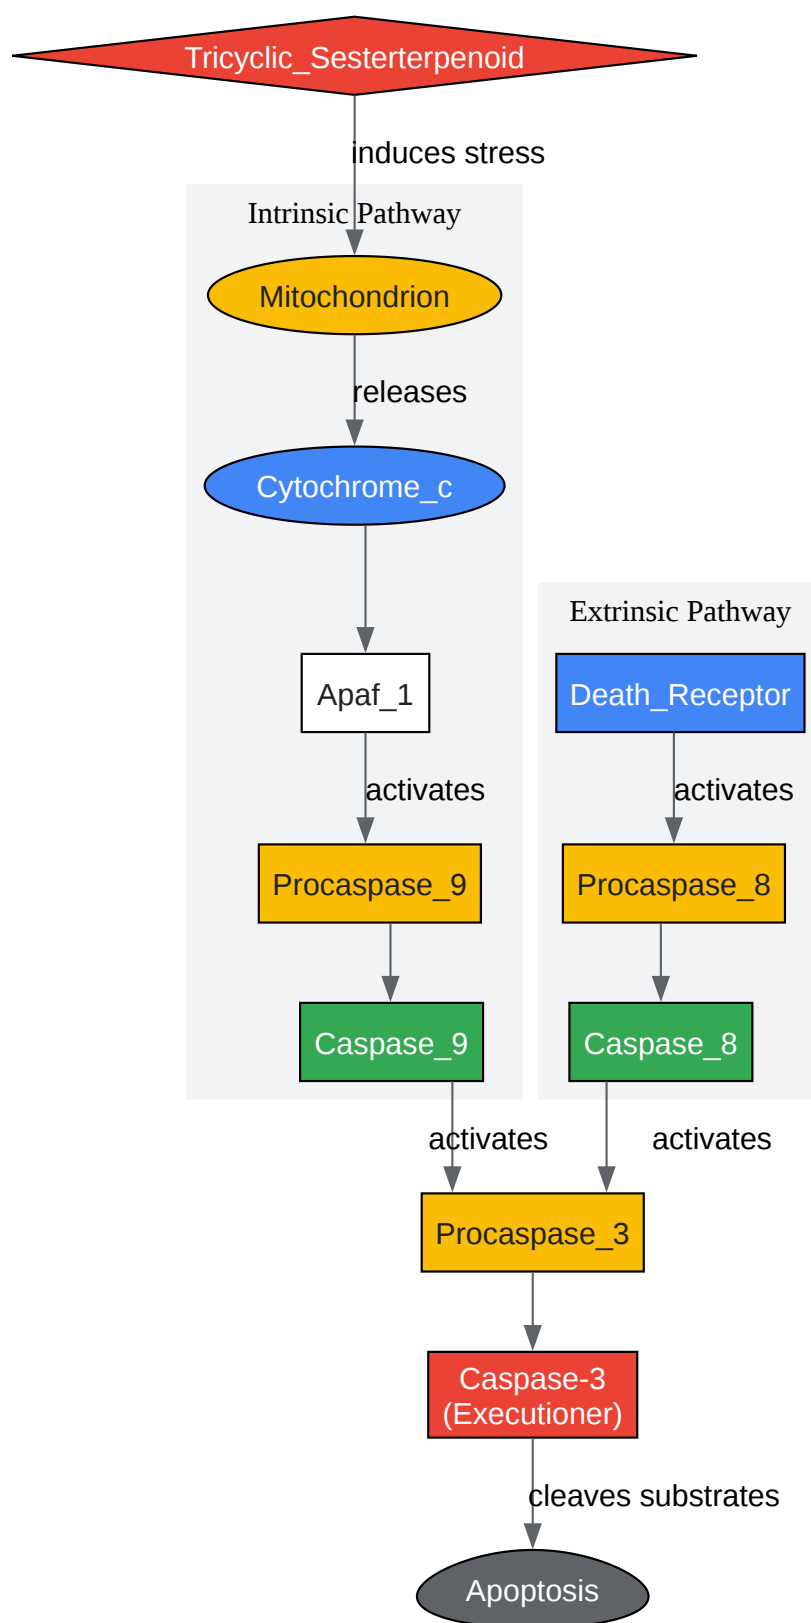 Tricyclic_Sesterterpenoid
induces stress
Intrinsic Pathway
Mitochondrion
releases
Cytochrome_c
Extrinsic Pathway
Apaf_1
Death_Receptor
activates
activates
Procaspase_9
Procaspase_8
Caspase_9
Caspase_8
activates
activates
Procaspase_3
Caspase-3
(Executioner)
cleaves substrates
Apoptosis